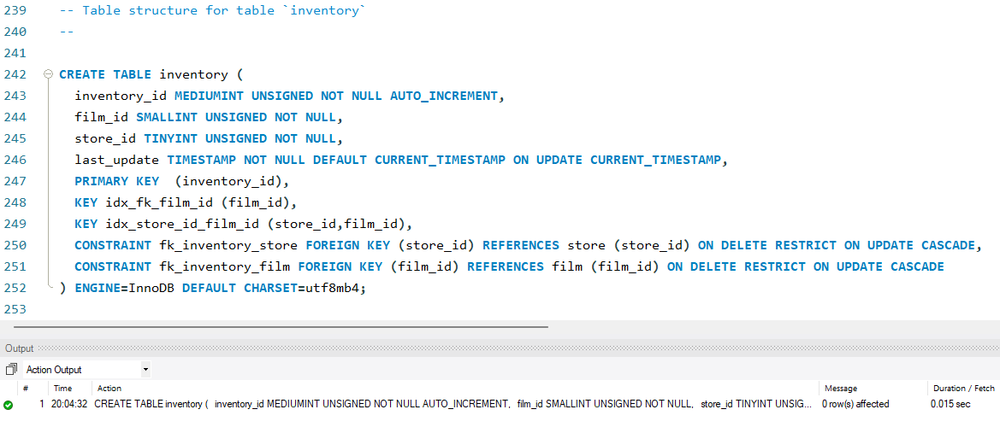 239 -- Table structure for table `inventory`
240 --
241
242 CREATE TABLE inventory (
243 inventory_id MEDIUMINT UNSIGNED NOT NULL AUTO_INCREMENT,
244 film_id SMALLINT UNSIGNED NOT NULL,
245 store_id TINYINT UNSIGNED NOT NULL,
246 last_update TIMESTAMP NOT NULL DEFAULT CURRENT_TIMESTAMP ON UPDATE CURRENT_TIMESTAMP,
247 PRIMARY KEY  (inventory_id),
248 KEY idx_fk_film_id (film_id),
249 KEY idx_store_id_film_id (store_id,film_id),
250 CONSTRAINT fk_inventory_store FOREIGN KEY (store_id) REFERENCES store (store_id) ON DELETE RESTRICT ON UPDATE CASCADE,
251 CONSTRAINT fk_inventory_film FOREIGN KEY (film_id) REFERENCES film (film_id) ON DELETE RESTRICT ON UPDATE CASCADE
252 ) ENGINE=InnoDB DEFAULT CHARSET=utf8mb4;
253
Output
Action Output
# Time Action Message Duration / Fetch
1 20:04:32 CREATE TABLE inventory ( inventory_id MEDIUMINT UNSIGNED NOT NULL AUTO_INCREMENT, film_id SMALLINT UNSIGNED NOT NULL, store_id TINYINT UNSIG... 0 row(s) affected 0.015 sec